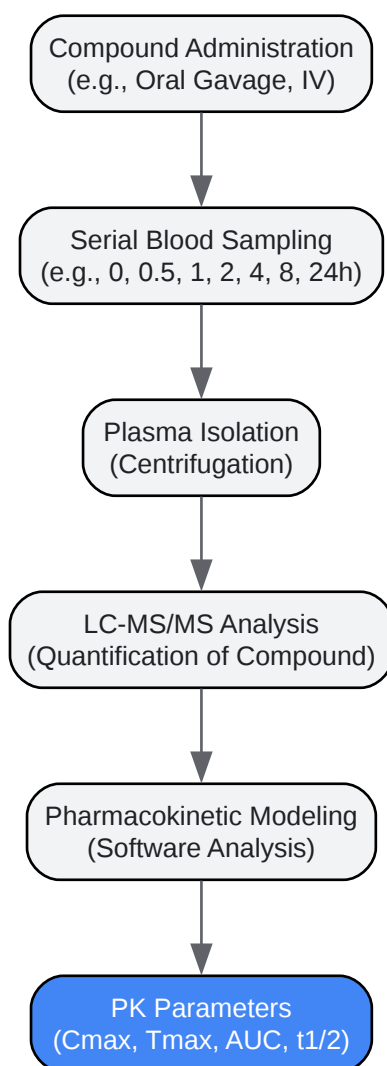 Compound Administration
(e.g., Oral Gavage, IV)
Serial Blood Sampling
(e.g., 0, 0.5, 1, 2, 4, 8, 24h)
Plasma Isolation
(Centrifugation)
LC-MS/MS Analysis
(Quantification of Compound)
Pharmacokinetic Modeling
(Software Analysis)
PK Parameters
(Cmax, Tmax, AUC, t1/2)